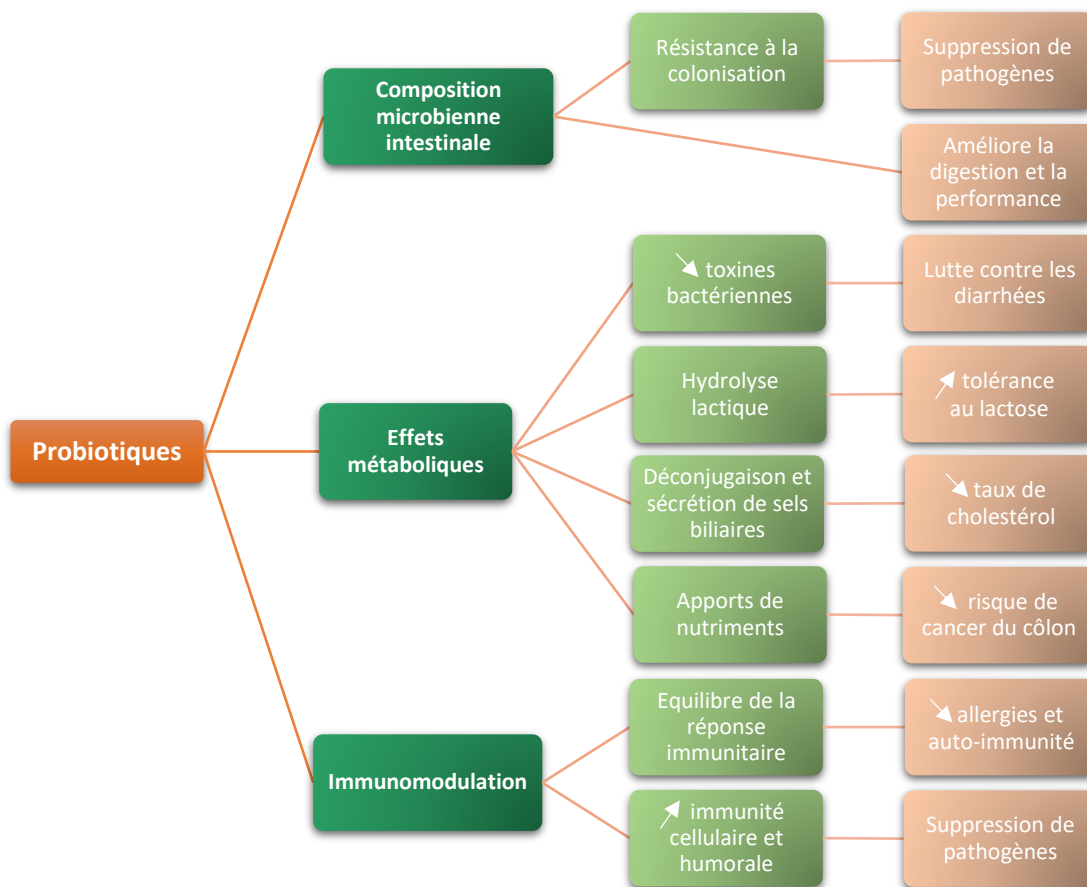 Résistance à la
colonisation
Suppression de
pathogènes
Composition
microbienne
intestinale
Améliore la
digestion et la
performance
↘ toxines
bactériennes
Lutte contre les
diarrhées
Hydrolyse
lactique
↗ tolérance
au lactose
Probiotiques
Effets
métaboliques
Déconjugaison et
sécrétion de sels
biliaires
↘ taux de
cholestérol
Apports de
nutriments
↘ risque de
cancer du côlon
Equilibre de la
réponse
immunitaire
↘ allergies et
auto-immunité
Immunomodulation
↗ immunité
cellulaire et
humorale
Suppression de
pathogènes